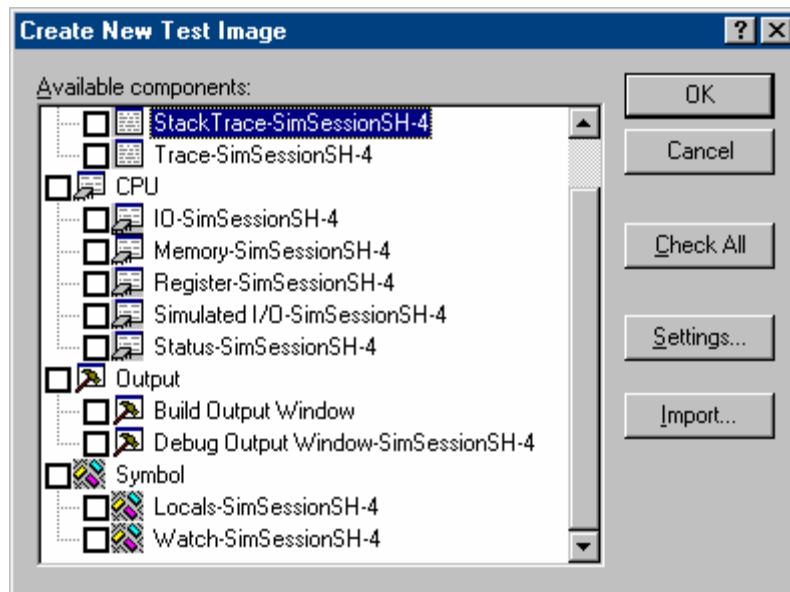 Create New Test Image
Available components:
StackTrace-SimSessionSH-4
Trace-SimSessionSH-4
CPU
IO-SimSessionSH-4
Memory-SimSessionSH-4
Register-SimSessionSH-4
Simulated I/O-SimSessionSH-4
Status-SimSessionSH-4
Output
Build Output Window
Debug Output Window-SimSessionSH-4
Symbol
Locals-SimSessionSH-4
Watch-SimSessionSH-4
OK
Cancel
Check All
Settings...
Import...